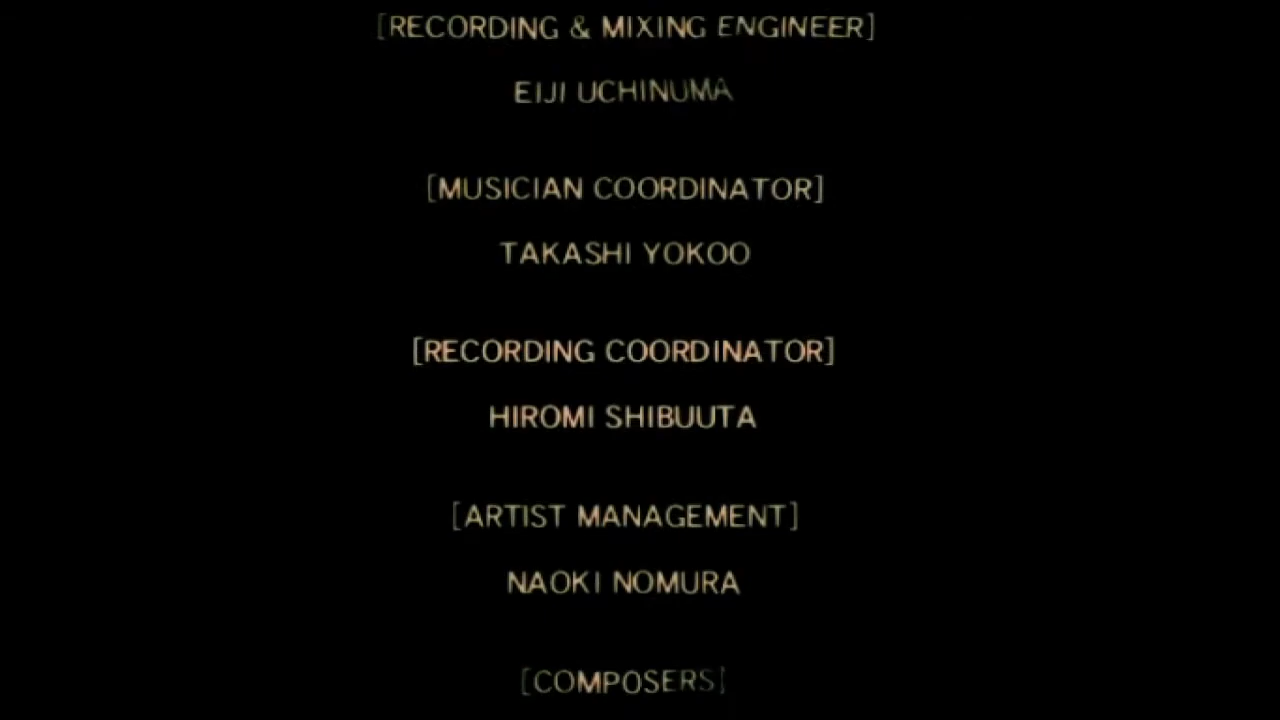 [RECORDING & MIXING ENGINEER]
EIJI UCHINUMA
[MUSICIAN COORDINATOR]
TAKASHI YOKOO
[RECORDING COORDINATOR]
HIROMI SHIBUUTA
[ARTIST MANAGEMENT]
NAOKI NOMURA
[COMPOSERS]